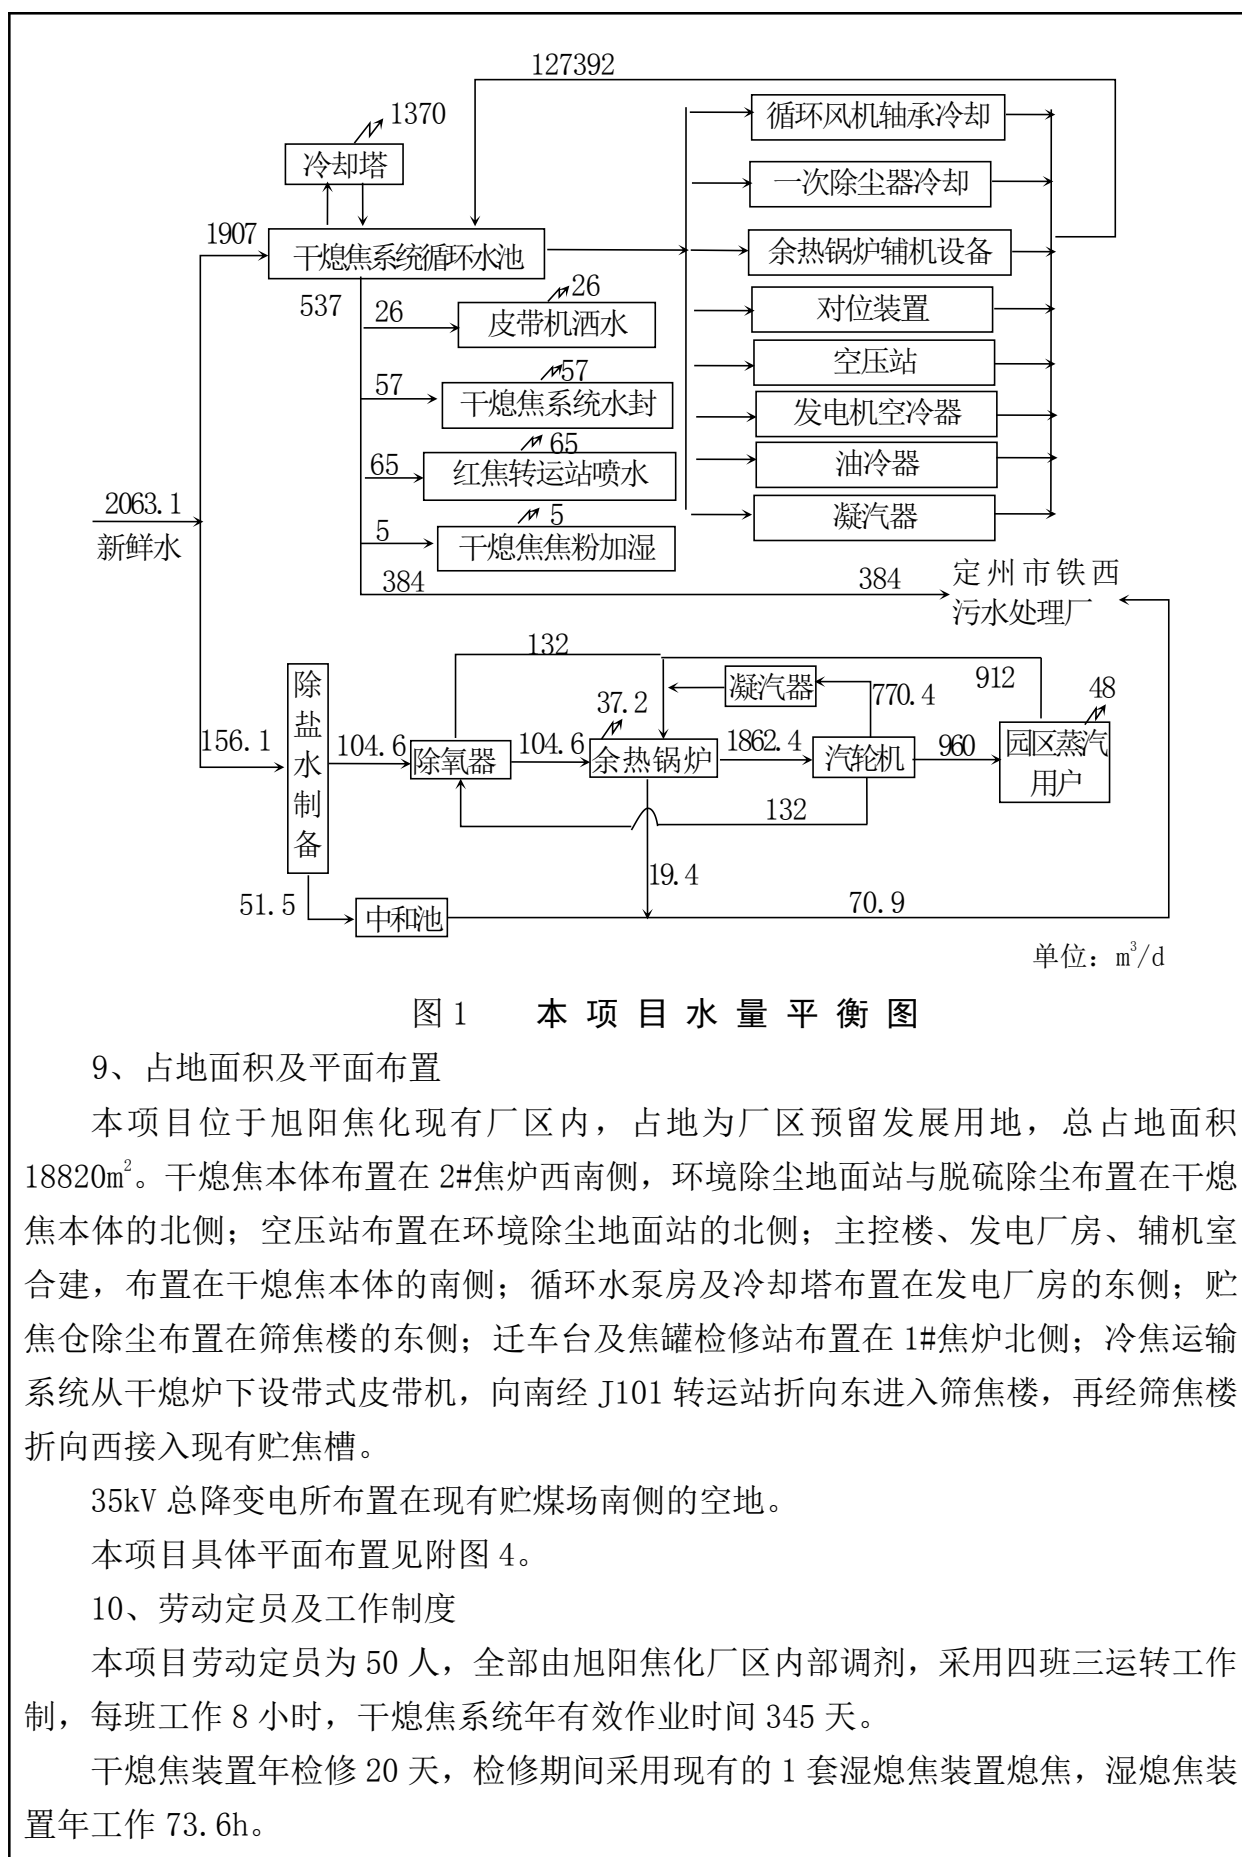 127392
1370
循环风机轴承冷却
冷却塔
一次除尘器冷却
1907
干熄焦系统循环水池
余热锅炉辅机设备
537
26
26
皮带机洒水
对位装置
57
57
干熄焦系统水封
空压站
发电机空冷器
65
65
红焦转运站喷水
油冷器
2063.1
新鲜水
5
5
干熄焦焦粉加湿
凝汽器
384
384
定州市铁西
污水处理厂
132
912
除盐水制备
凝汽器
770.4
48
37.2
156.1
104.6
除氧器
104.6
余热锅炉
1862.4
汽轮机
960
园区蒸汽
用户
132
19.4
51.5
中和池
70.9
单位：m³/d
图1 本项目水量平衡图
9、占地面积及平面布置
本项目位于旭阳焦化现有厂区内，占地为厂区预留发展用地，总占地面积
18820m²。干熄焦本体布置在 2#焦炉西南侧，环境除尘地面站与脱硫除尘布置在干熄
焦本体的北侧；空压站布置在环境除尘地面站的北侧；主控楼、发电厂房、辅机室
合建，布置在干熄焦本体的南侧；循环水泵房及冷却塔布置在发电厂房的东侧；贮
焦仓除尘布置在筛焦楼的东侧；迁车台及焦罐检修站布置在 1#焦炉北侧；冷焦运输
系统从干熄炉下设带式皮带机，向南经 J101 转运站折向东进入筛焦楼，再经筛焦楼
折向西接入现有贮焦槽。
35kV 总降变电所布置在现有贮煤场南侧的空地。
本项目具体平面布置见附图 4。
10、劳动定员及工作制度
本项目劳动定员为 50 人，全部由旭阳焦化厂区内部调剂，采用四班三运转工作
制，每班工作 8 小时，干熄焦系统年有效作业时间 345 天。
干熄焦装置年检修 20 天，检修期间采用现有的 1 套湿熄焦装置熄焦，湿熄焦装
置年工作 73.6h。